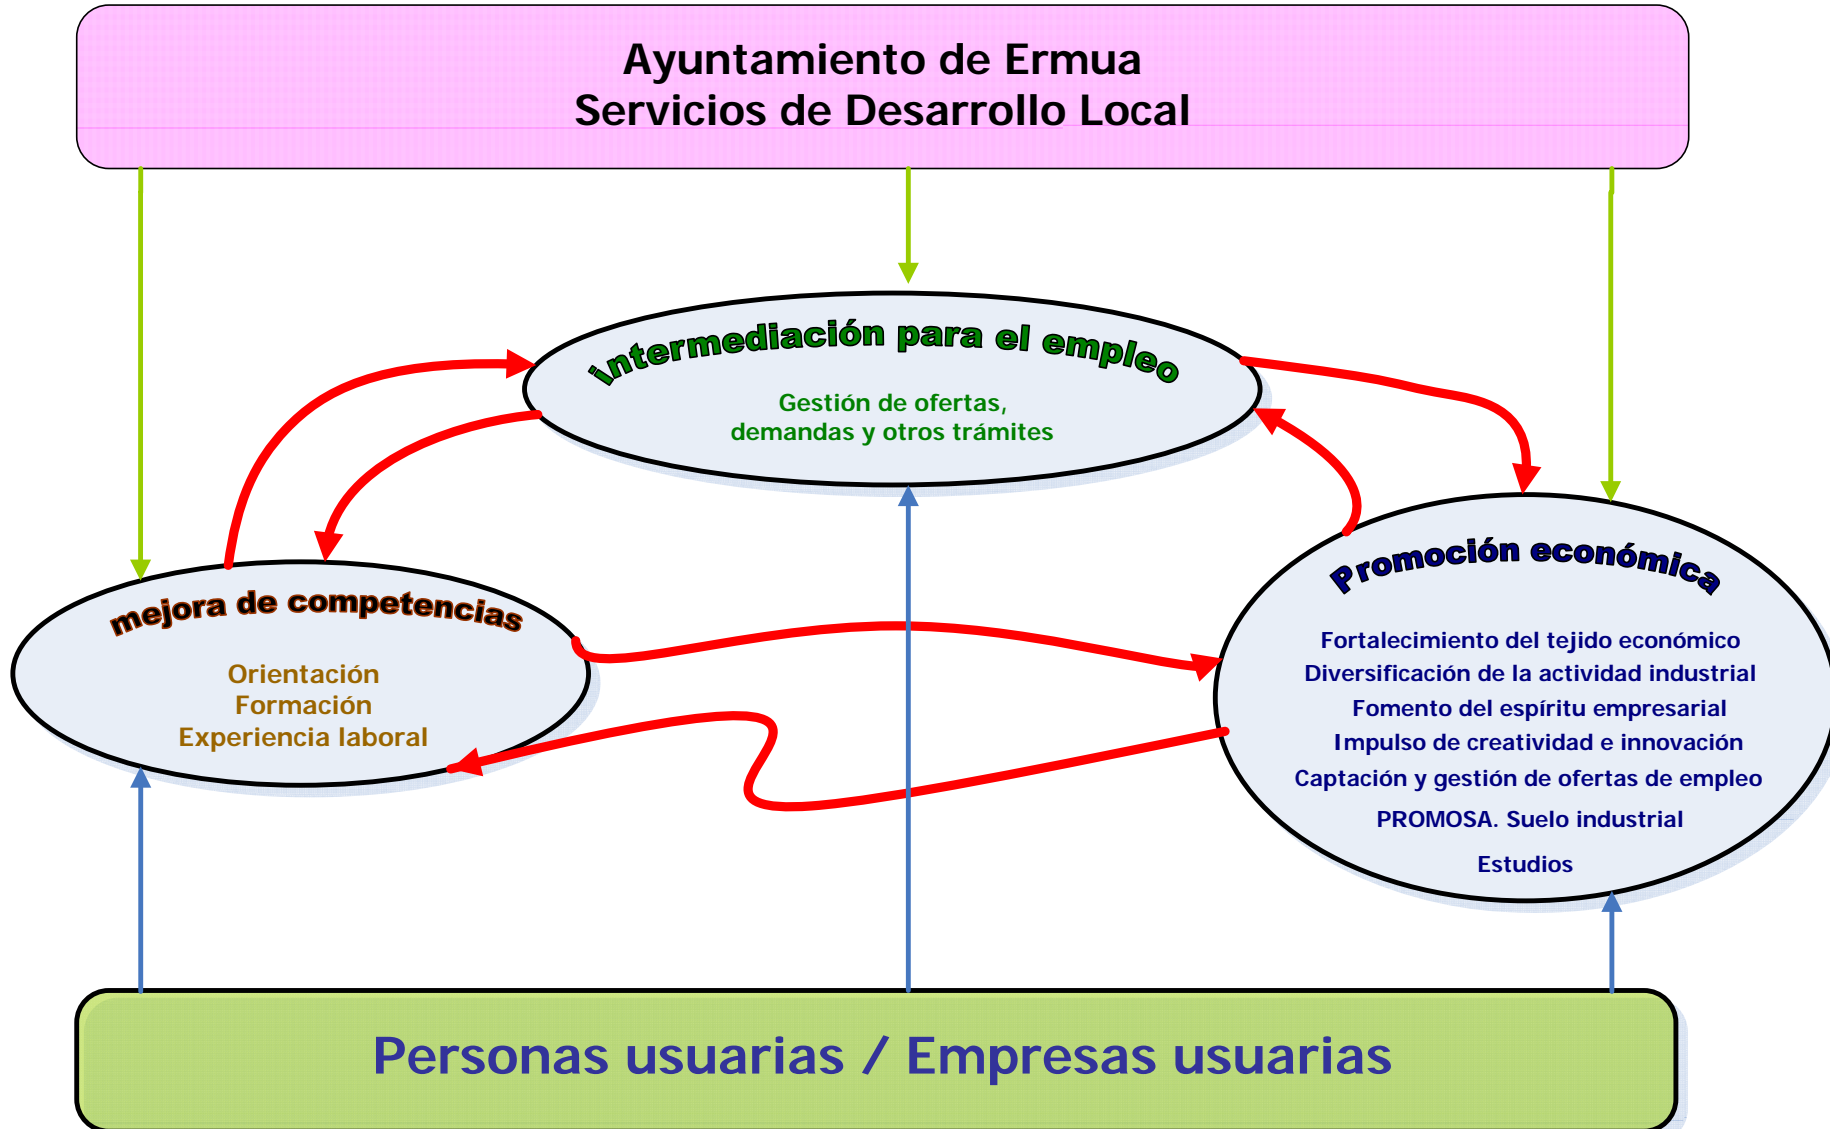 Ayuntamiento de Ermua
Servicios de Desarrollo Local
intermediación para el empleo
Gestión de ofertas,
demandas y otros trámites
mejora de competencias
Orientación
Formación
Experiencia laboral
Promoción económica
Fortalecimiento del tejido económico
Diversificación de la actividad industrial
Fomento del espíritu empresarial
Impulso de creatividad e innovación
Captación y gestión de ofertas de empleo
PROMOSA. Suelo industrial
Estudios
Personas usuarias / Empresas usuarias